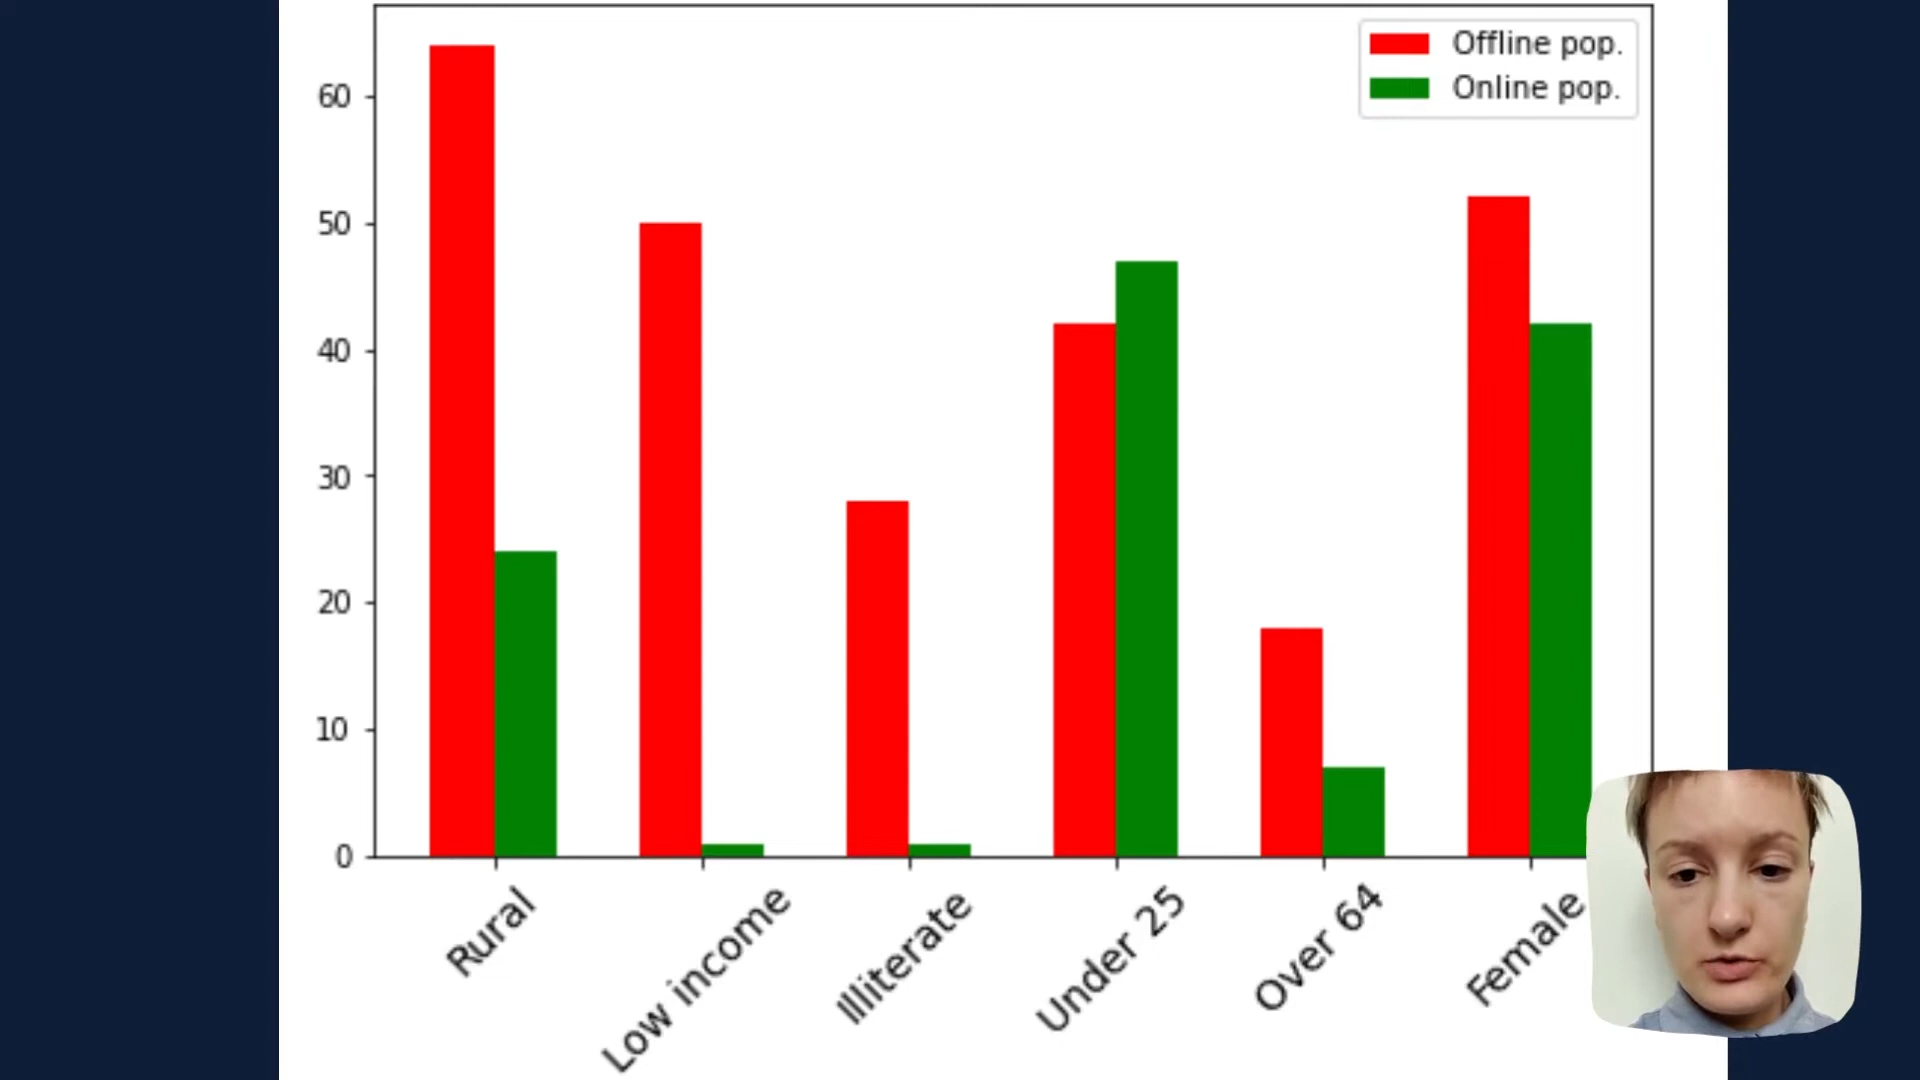 Offline pop.
Online pop.
60
50
40
30
20
10
0
Rural
Low income
Illiterate
Under 25
Over 64
Female